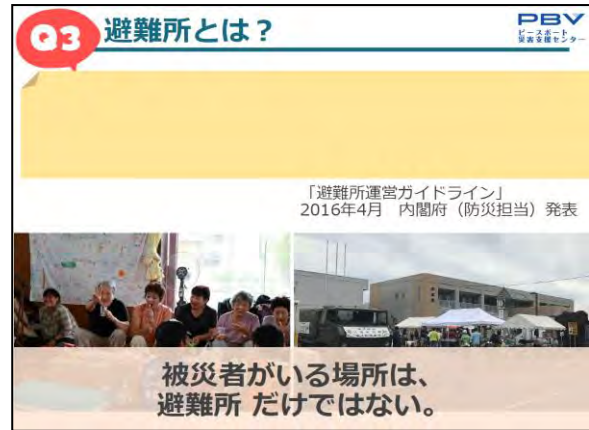 Q3
避難所とは？
PBV
ピースボート
災害支援センター
「避難所運営ガイドライン」
2016年4月　内閣府（防災担当）発表
被災者がいる場所は、
避難所 だけではない。